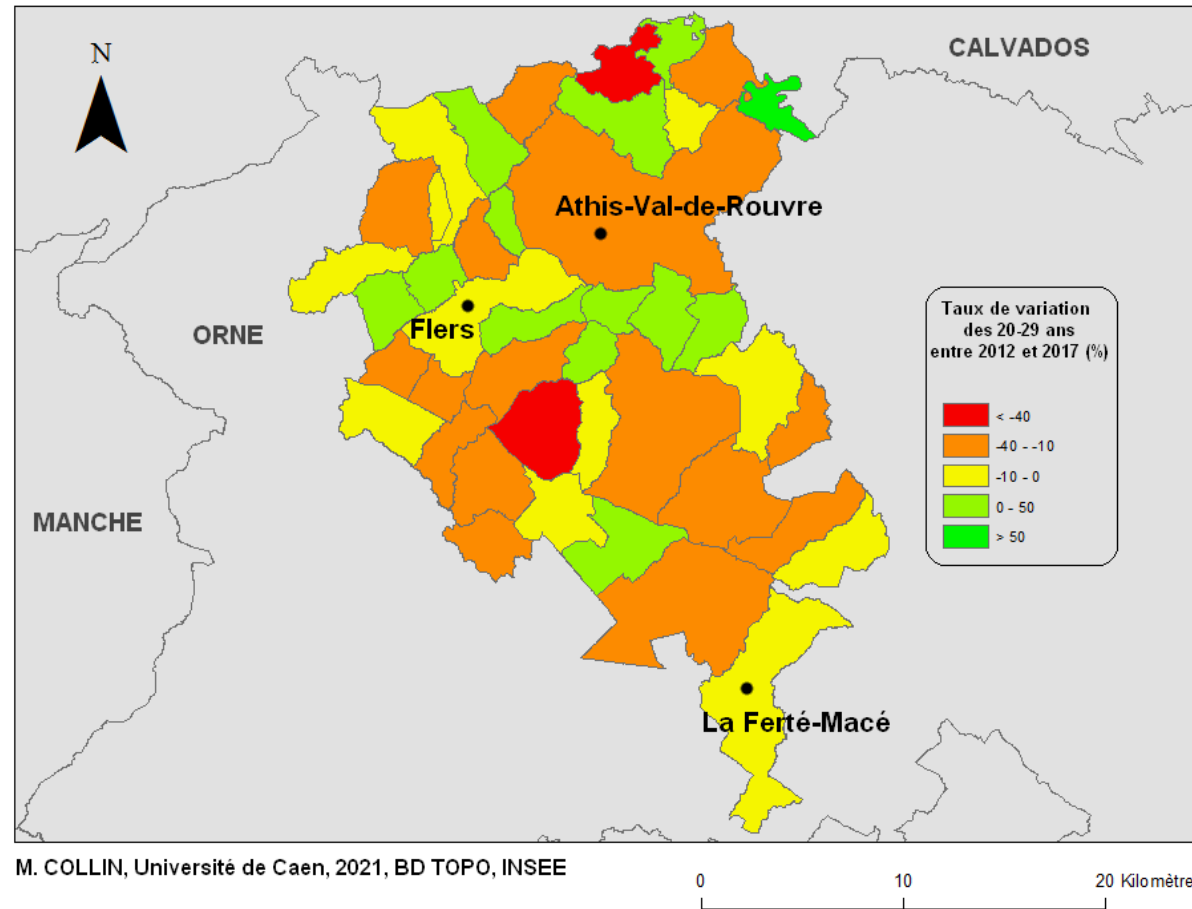 N
CALVADOS
Athis-Val-de-Rouvre
ORNE
Flers
Taux de variation
des 20-29 ans
entre 2012 et 2017 (%)
< -40
-40 - -10
-10 - 0
0 - 50
> 50
MANCHE
La Ferté-Macé
M. COLLIN, Université de Caen, 2021, BD TOPO, INSEE
0 10 20 Kilomètre